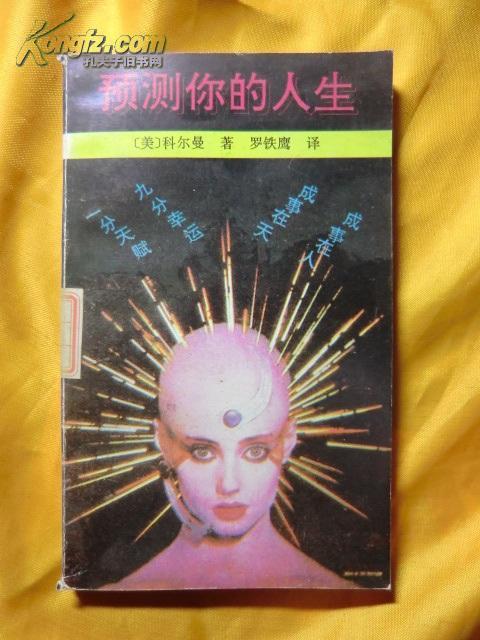 Kongfz.com
孔夫子旧书网
预测你的人生
〔美〕科尔曼 著 罗铁鹰 译
一分天赋
九分幸运
成事在天
成事在人